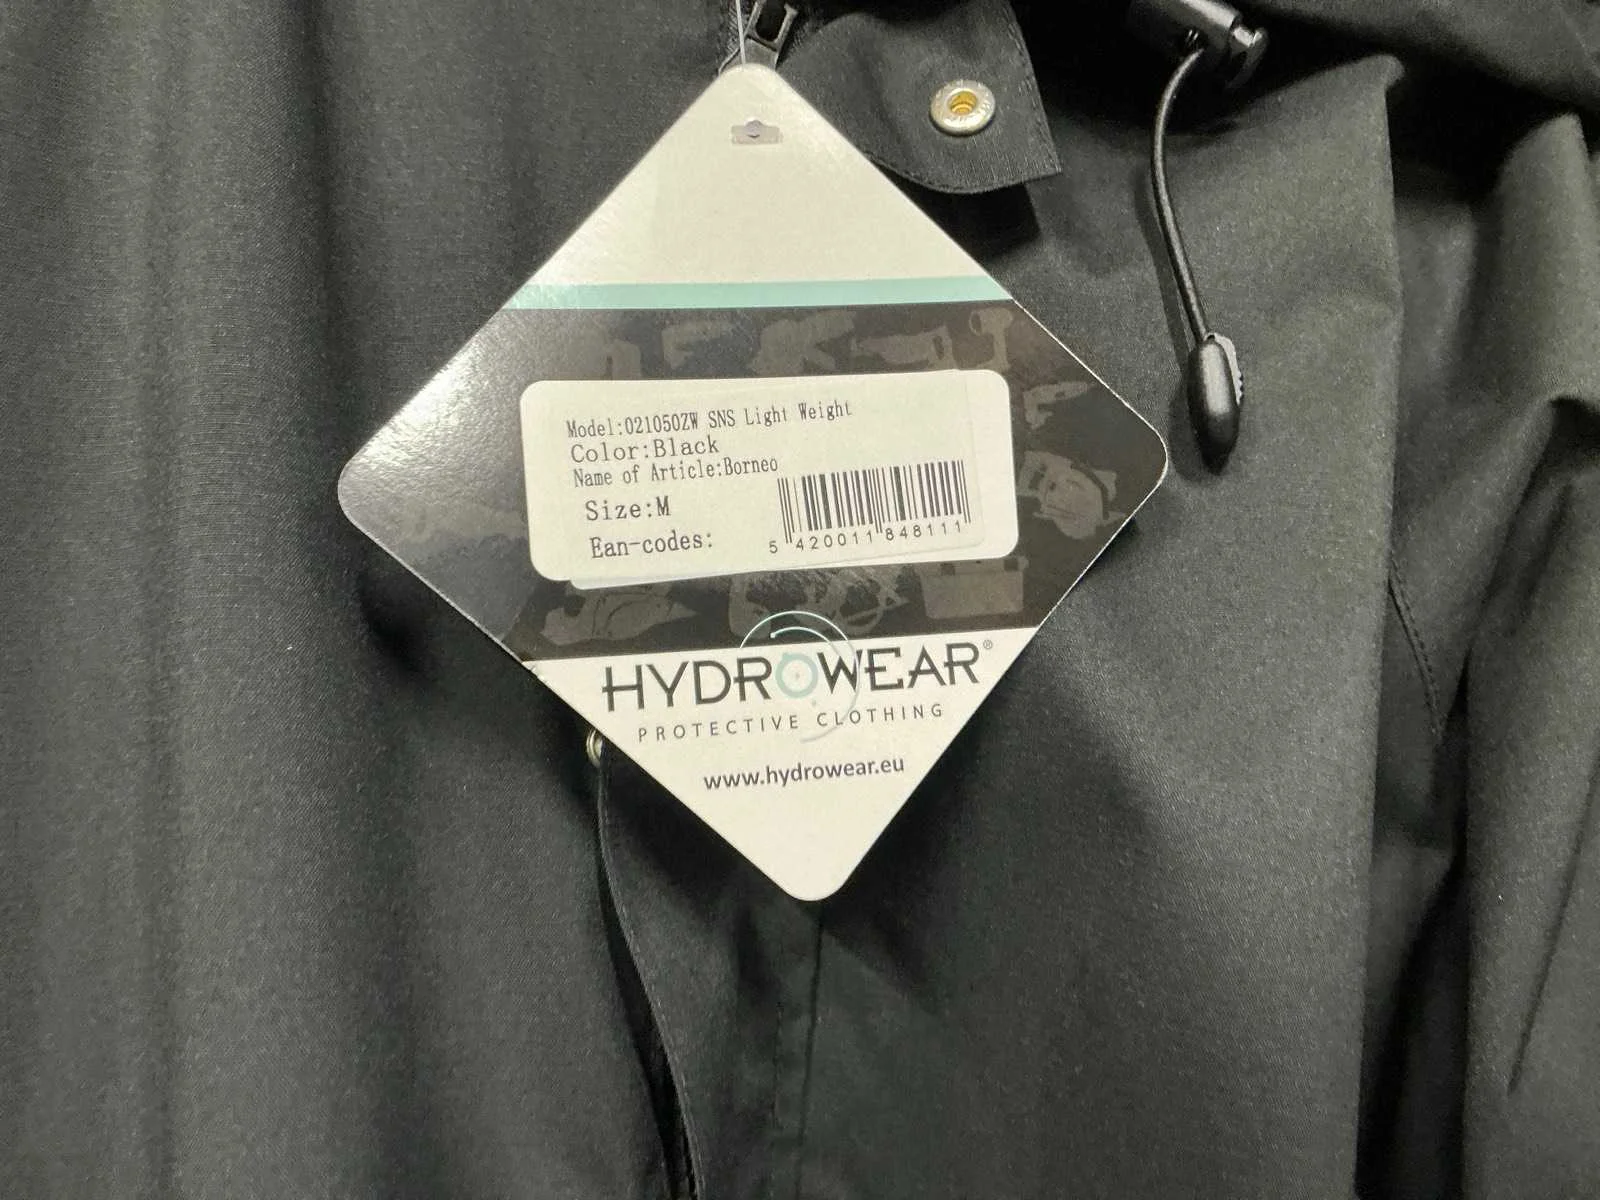 Model:021050ZW SNS Light Weight
Color:Black
Name of Article:Borneo
Size:M
Ean-codes:
5 420011 848111
HYDROWEAR®
PROTECTIVE CLOTHING
www.hydrowear.eu